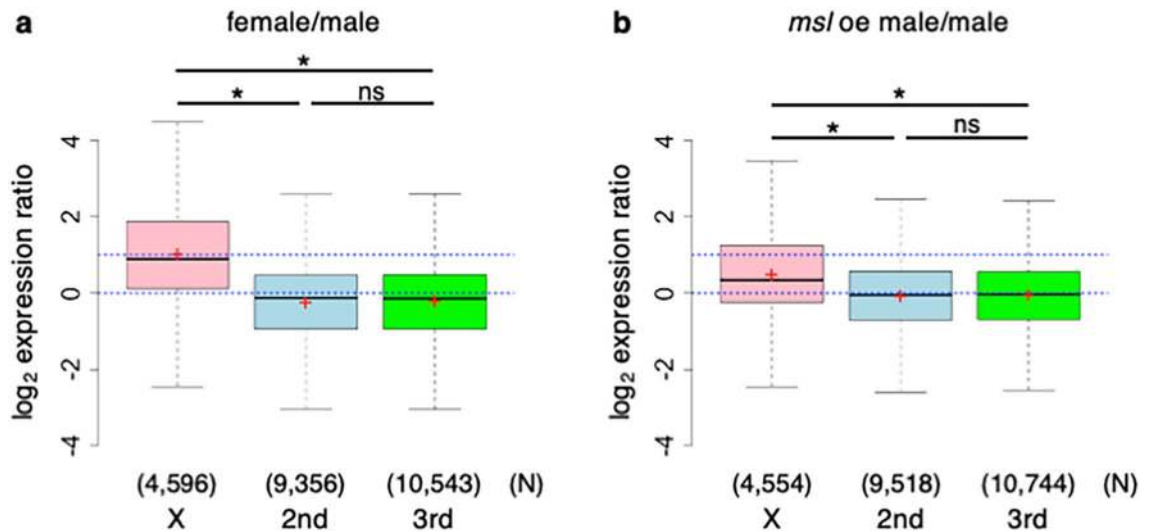 a
female/male
*
*
ns
log₂ expression ratio
4
2
0
-2
-4
(4,596) (9,356) (10,543) (N)
X 2nd 3rd
b
msl oe male/male
*
*
ns
log₂ expression ratio
4
2
0
-2
-4
(4,554) (9,518) (10,744) (N)
X 2nd 3rd